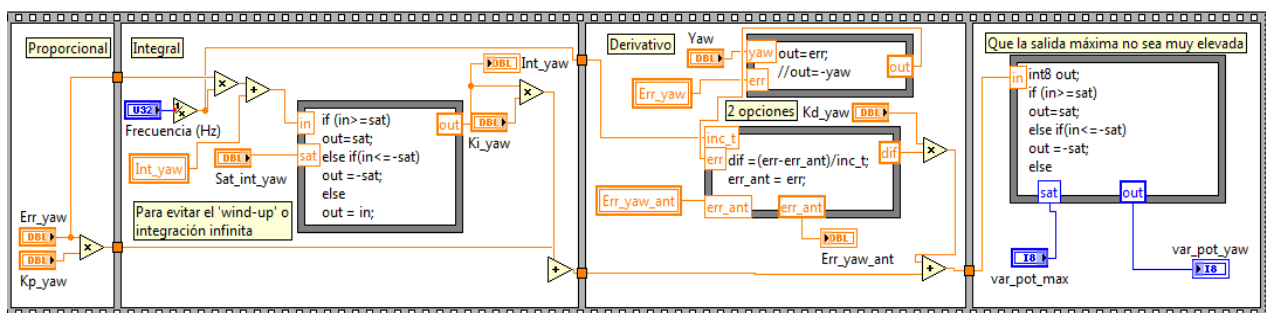 Proporcional
Err_yaw
DBL
DBL
Kp_yaw
Integral
U32
1/x
x
+
Frecuencia (Hz)
Int_yaw
DBL
Sat_int_yaw
Para evitar el 'wind-up' o
integración infinita
in
sat
if (in>=sat)
out=sat;
else if(in<=-sat)
out =-sat;
else
out = in;
out
DBL
Int_yaw
DBL
Ki_yaw
x
+
x
Derivativo
Yaw
DBL
Err_yaw
yaw
err
out=err;
//out=-yaw
out
2 opciones
Kd_yaw
DBL
inc_t
err
dif =(err-err_ant)/inc_t;
err_ant = err;
dif
Err_yaw_ant
err_ant
err_ant
DBL
Err_yaw_ant
x
+
Que la salida máxima no sea muy elevada
in
int8 out;
if (in>=sat)
out=sat;
else if(in<=-sat)
out =-sat;
else
sat
out
I8
var_pot_max
var_pot_yaw
I8